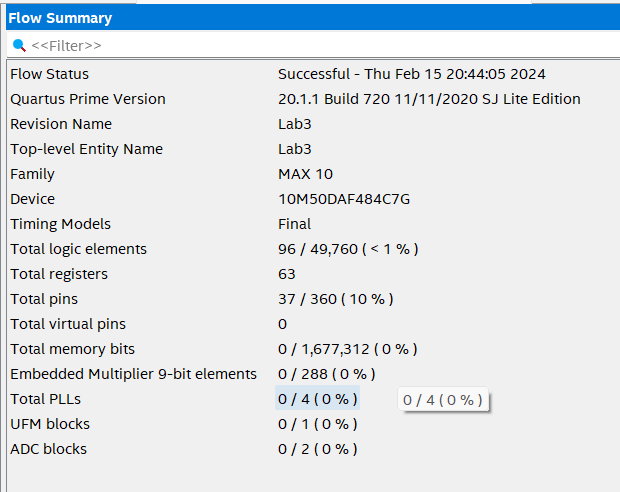 Flow Summary
<<Filter>>
Flow Status Successful - Thu Feb 15 20:44:05 2024
Quartus Prime Version 20.1.1 Build 720 11/11/2020 SJ Lite Edition
Revision Name Lab3
Top-level Entity Name Lab3
Family MAX 10
Device 10M50DAF484C7G
Timing Models Final
Total logic elements 96 / 49,760 ( < 1 % )
Total registers 63
Total pins 37 / 360 ( 10 % )
Total virtual pins 0
Total memory bits 0 / 1,677,312 ( 0 % )
Embedded Multiplier 9-bit elements 0 / 288 ( 0 % )
Total PLLs 0 / 4 ( 0 % ) 0 / 4 ( 0 % )
UFM blocks 0 / 1 ( 0 % )
ADC blocks 0 / 2 ( 0 % )